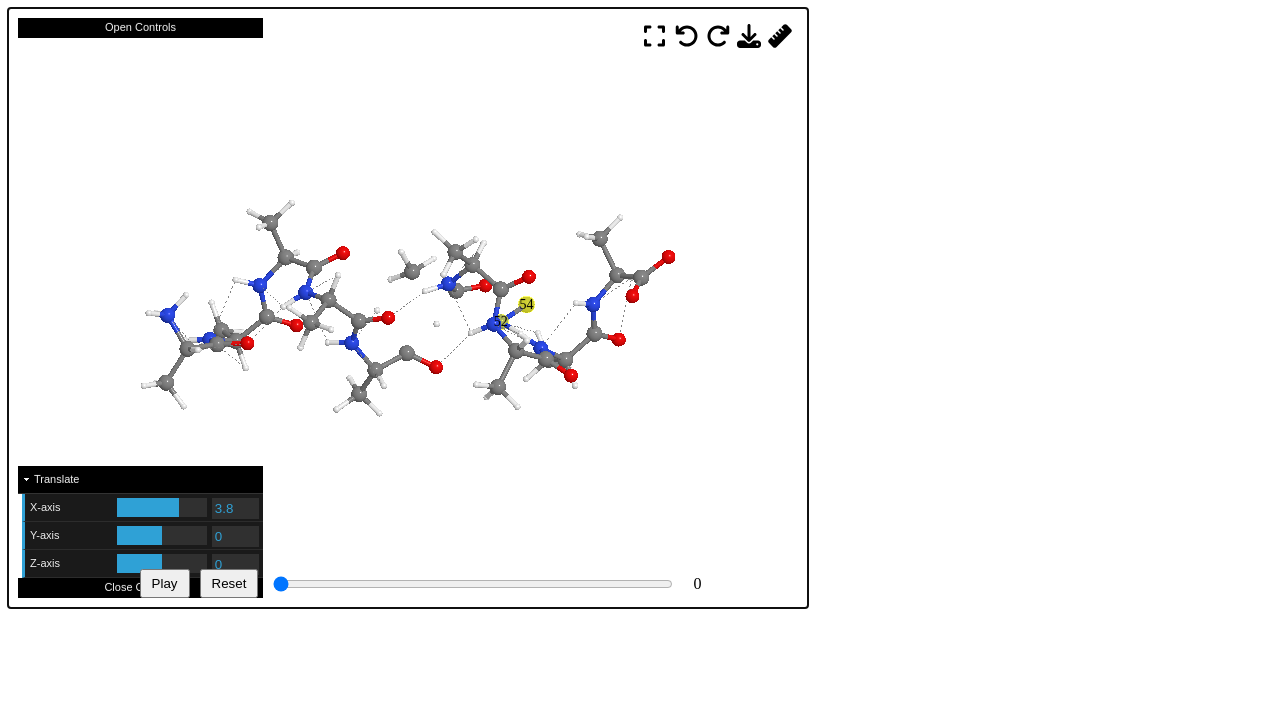 Open Controls
54
52
Translate
X-axis 3.8
Y-axis 0
Z-axis 0
Close C
Play Reset 0